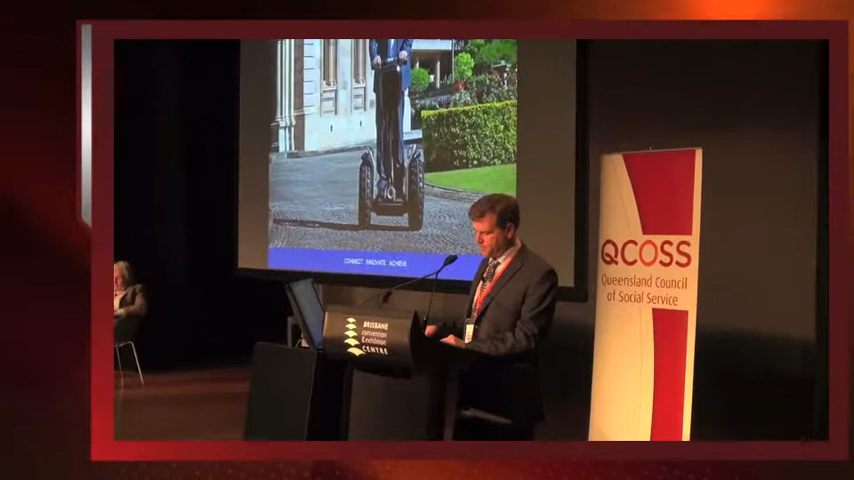 CONNECT INNOVATE ACHIEVE
QCOSS
Queensland Council
of Social Service
BRISBANE
convention
&exhibition
CENTRE